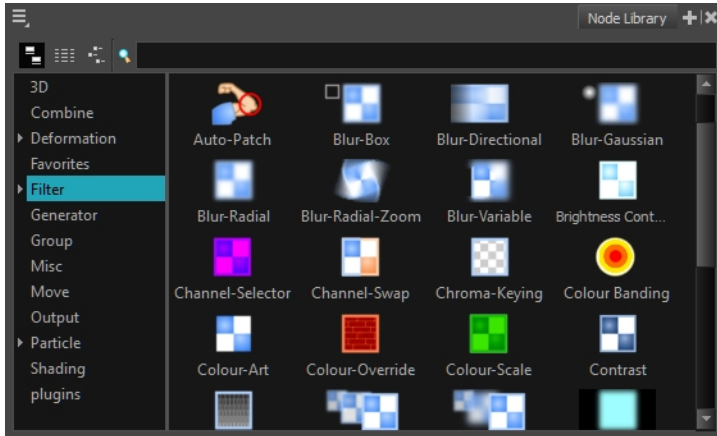 Node Library
3D
Combine
Deformation
Favorites
Filter
Generator
Group
Misc
Move
Output
Particle
Shading
plugins
Auto-Patch
Blur-Box
Blur-Directional
Blur-Gaussian
Blur-Radial
Blur-Radial-Zoom
Blur-Variable
Brightness Cont...
Channel-Selector
Channel-Swap
Chroma-Keying
Colour Banding
Colour-Art
Colour-Override
Colour-Scale
Contrast